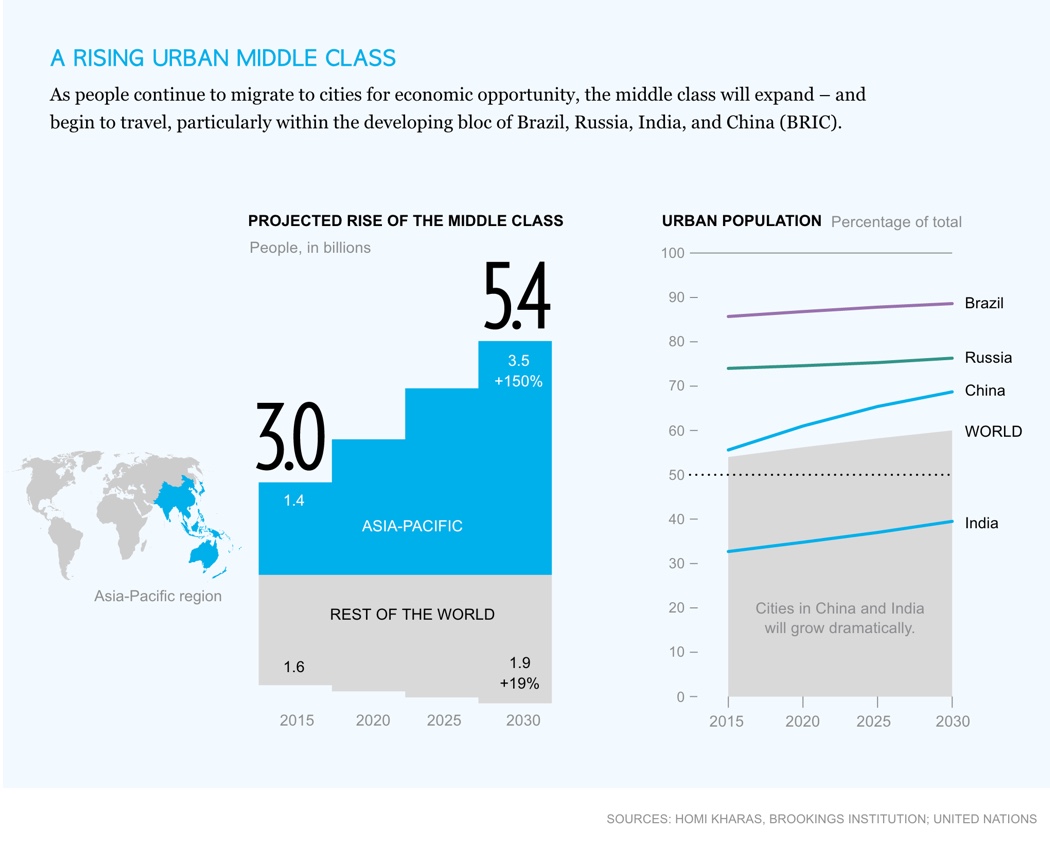 A RISING URBAN MIDDLE CLASS
As people continue to migrate to cities for economic opportunity, the middle class will expand – and
begin to travel, particularly within the developing bloc of Brazil, Russia, India, and China (BRIC).
PROJECTED RISE OF THE MIDDLE CLASS
People, in billions
5.4
3.5
+150%
3.0
1.4
ASIA-PACIFIC
Asia-Pacific region
REST OF THE WORLD
1.6
1.9
+19%
2015 2020 2025 2030
URBAN POPULATION Percentage of total
100
90
Brazil
80
Russia
70
China
60
WORLD
50
40
India
30
20
Cities in China and India
will grow dramatically.
10
0
2015 2020 2025 2030
SOURCES: HOMI KHARAS, BROOKINGS INSTITUTION; UNITED NATIONS